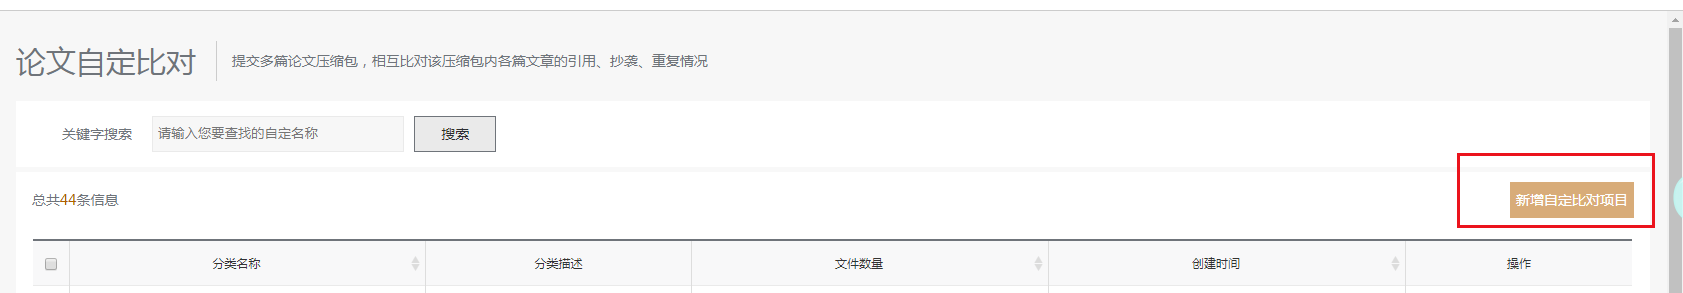 论文自定比对
提交多篇论文压缩包，相互比对该压缩包内各篇文章的引用、抄袭、重复情况
关键字搜索 请输入您要查找的自定名称 搜索
总共44条信息 新增自定比对项目
分类名称 分类描述 文件数量 创建时间 操作